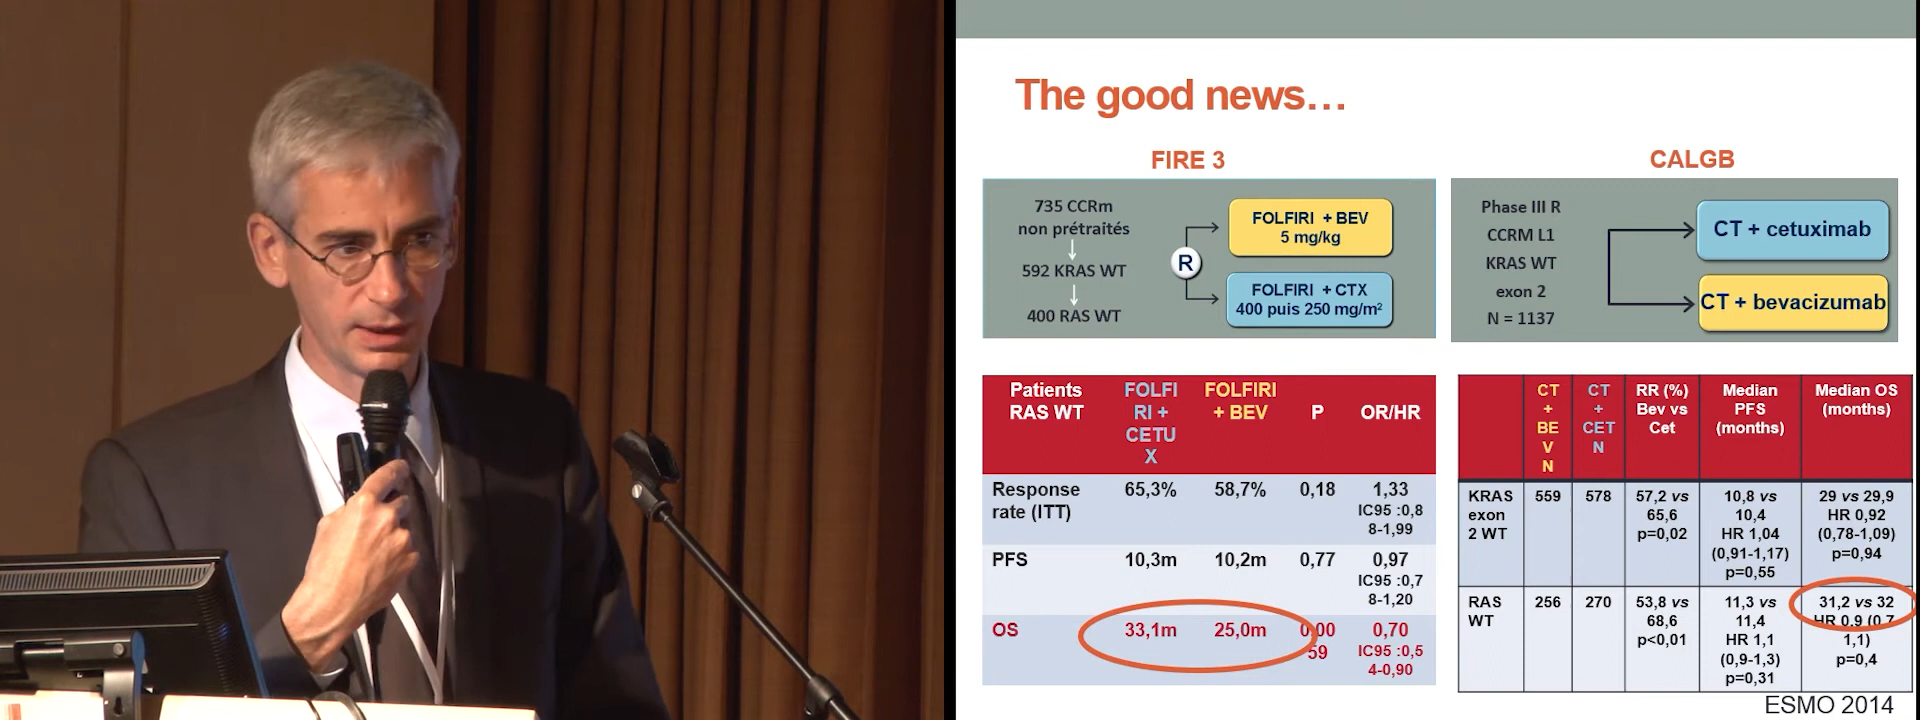 The good news…
FIRE 3
735 CCRm
non prétraités
592 KRAS WT
400 RAS WT
R
FOLFIRI + BEV
5 mg/kg
FOLFIRI + CTX
400 puis 250 mg/m²
CALGB
Phase III R
CCRM L1
KRAS WT
exon 2
N = 1137
CT + cetuximab
CT + bevacizumab
Patients
RAS WT
FOLFI
RI +
CETU
X
FOLFIRI
+ BEV
P
OR/HR
Response
rate (ITT)
65,3%
58,7%
0,18
1,33
IC95 :0,8
8-1,99
PFS
10,3m
10,2m
0,77
0,97
IC95 :0,7
8-1,20
OS
33,1m
25,0m
0,00
59
0,70
IC95 :0,5
4-0,90
CT
+
BE
V
N
CT
+
CET
N
RR (%)
Bev vs
Cet
Median
PFS
(months)
Median OS
(months)
KRAS
exon
2 WT
559
578
57,2 vs
65,6
p=0,02
10,8 vs
10,4
HR 1,04
(0,91-1,17)
p=0,55
29 vs 29,9
HR 0,92
(0,78-1,09)
p=0,94
RAS
WT
256
270
53,8 vs
68,6
p<0,01
11,3 vs
11,4
HR 1,1
(0,9-1,3)
p=0,31
31,2 vs 32
HR 0,9 (0,7
1,1)
p=0,4
ESMO 2014